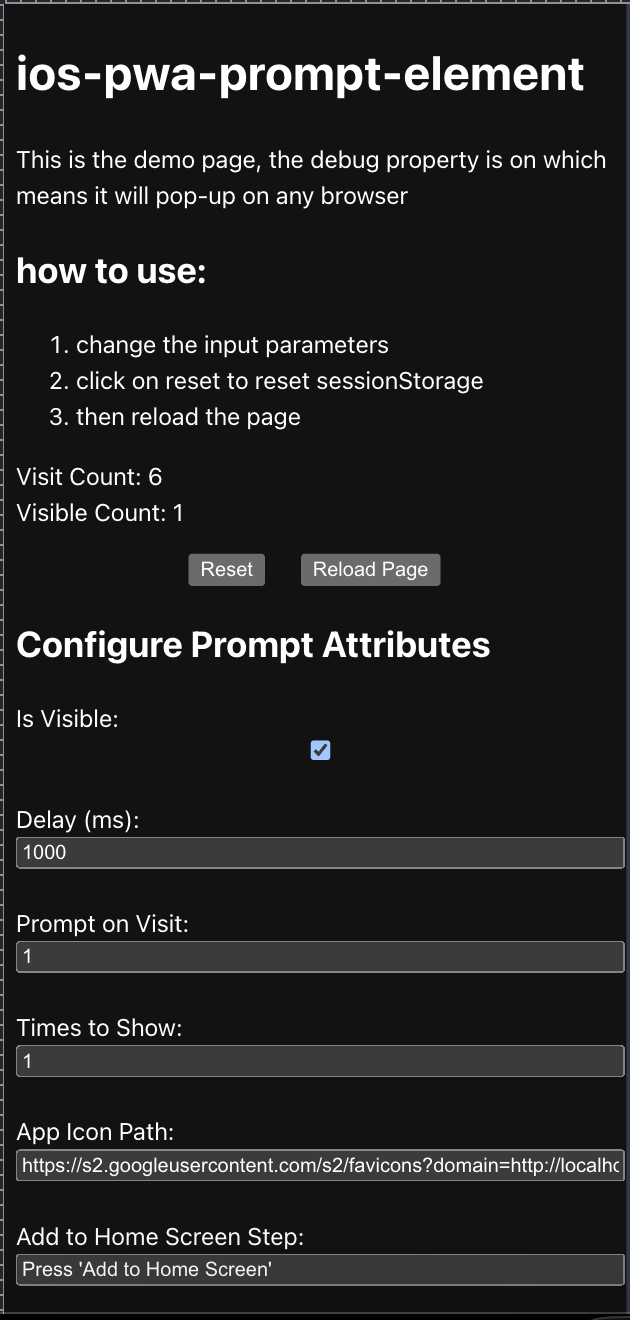 ios-pwa-prompt-element
This is the demo page, the debug property is on which
means it will pop-up on any browser
how to use:
1. change the input parameters
2. click on reset to reset sessionStorage
3. then reload the page
Visit Count: 6
Visible Count: 1
Reset Reload Page
Configure Prompt Attributes
Is Visible:
Delay (ms):
1000
Prompt on Visit:
1
Times to Show:
1
App Icon Path:
https://s2.googleusercontent.com/s2/favicons?domain=http://localho
Add to Home Screen Step:
Press 'Add to Home Screen'